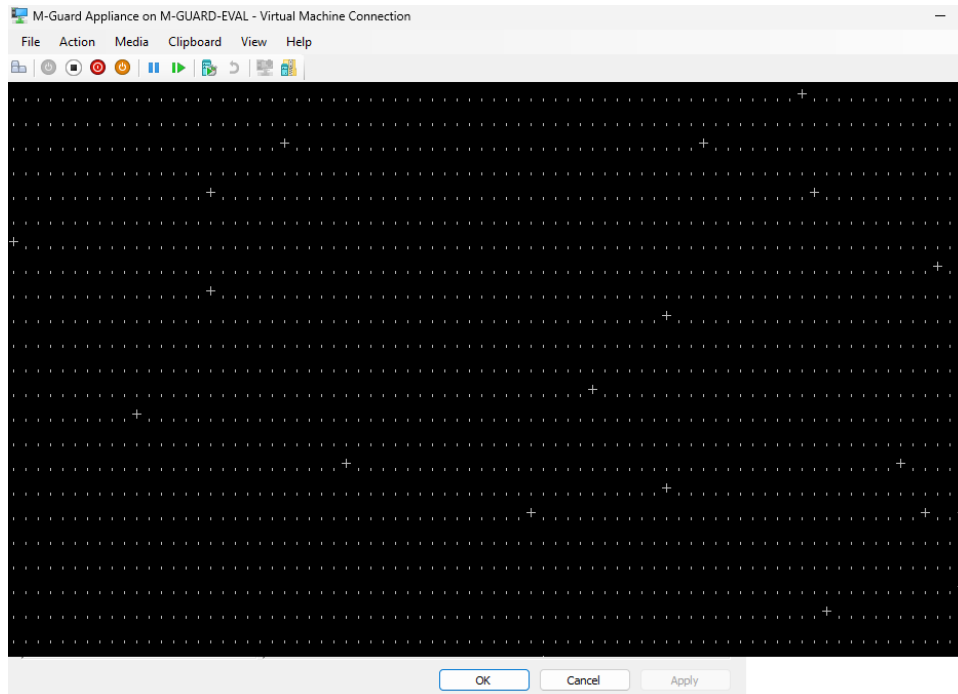 M-Guard Appliance on M-GUARD-EVAL - Virtual Machine Connection
File Action Media Clipboard View Help
OK Cancel Apply